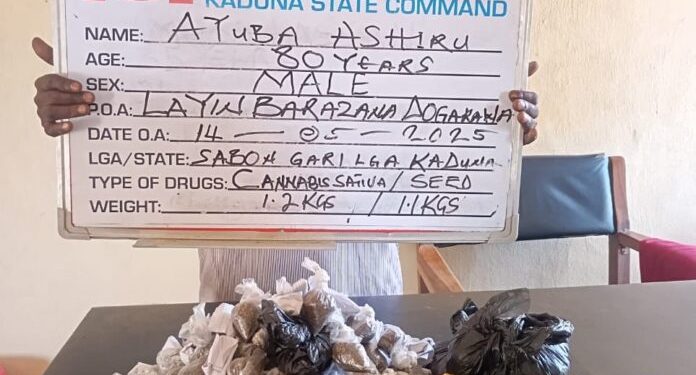 KADUNA STATE COMMAND
NAME: AYUBA ASHIRU
AGE: 80 YEARS
SEX: MALE
P.O.A: LAYIN BARAZANA DOGARAWA
DATE O.A: 14 - 05 - 2025
LGA/STATE: SABON GARI LGA KADUNA
TYPE OF DRUGS: CANNABIS SATIVA / SEED
WEIGHT: 1.2KGS / 1.1KGS